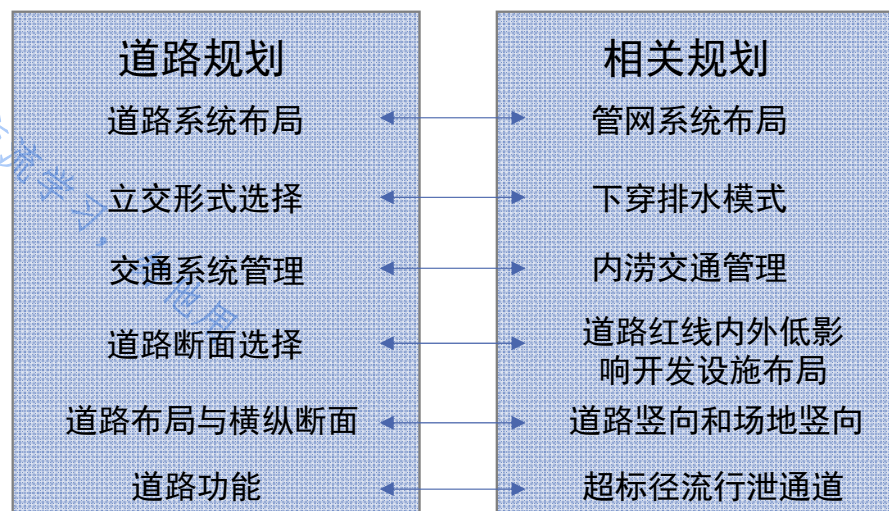 道路规划
道路系统布局
立交形式选择
交通系统管理
道路断面选择
道路布局与横纵断面
道路功能
相关规划
管网系统布局
下穿排水模式
内涝交通管理
道路红线内外低影
响开发设施布局
道路竖向和场地竖向
超标径流行泄通道
流学习，
他用